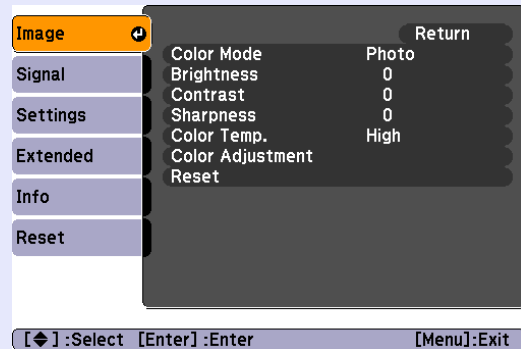 Image
Signal
Settings
Extended
Info
Reset
Return
Color Mode Photo
Brightness 0
Contrast 0
Sharpness 0
Color Temp. High
Color Adjustment
Reset
[◆] :Select [Enter] :Enter [Menu]:Exit